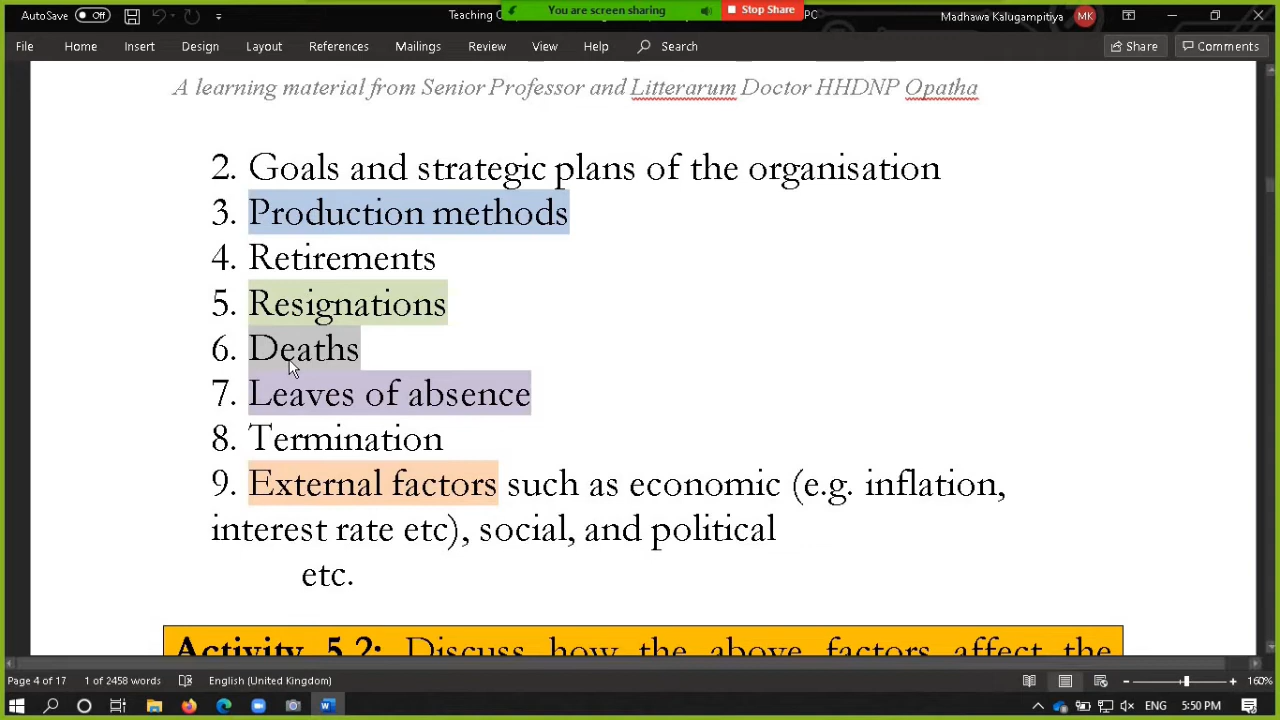 AutoSave Off
Teaching
You are screen sharing
Stop Share
PC
Madhawa Kalugampitiya MK
File Home Insert Design Layout References Mailings Review View Help Search Share Comments
A learning material from Senior Professor and Litterarum Doctor HHDNP Opatha
2. Goals and strategic plans of the organisation
3. Production methods
4. Retirements
5. Resignations
6. Deaths
7. Leaves of absence
8. Termination
9. External factors such as economic (e.g. inflation,
interest rate etc), social, and political
etc.
Activity 5.2: Discuss how the above factors affect the
Page 4 of 17 1 of 2458 words English (United Kingdom) 160%
ENG 5:50 PM